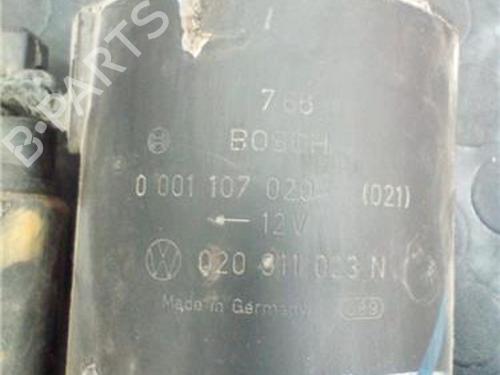 B-PARTS
766
BOSCH
0 001 107 020 (021)
12V
020 911 023 N
Made in Germany